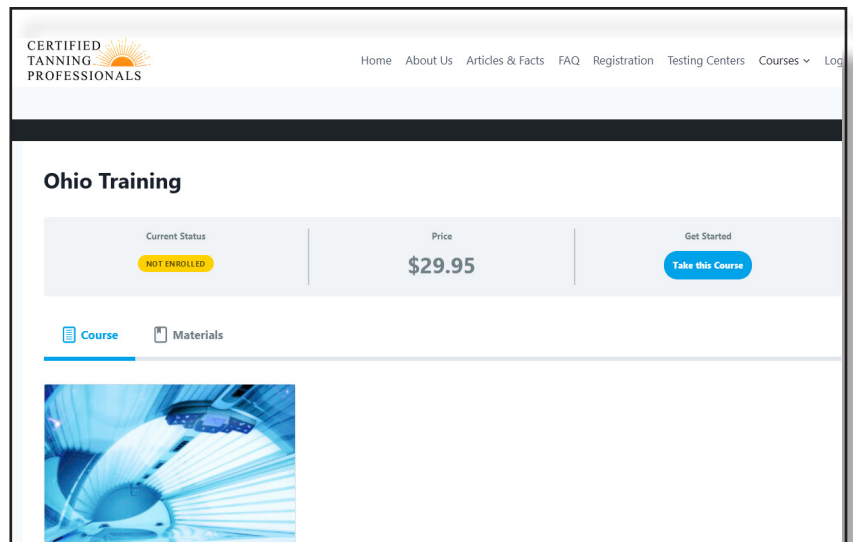 CERTIFIED
TANNING
PROFESSIONALS
Home About Us Articles & Facts FAQ Registration Testing Centers Courses Log
Ohio Training
Current Status Price Get Started
NOT ENROLLED $29.95 Take this Course
Course Materials